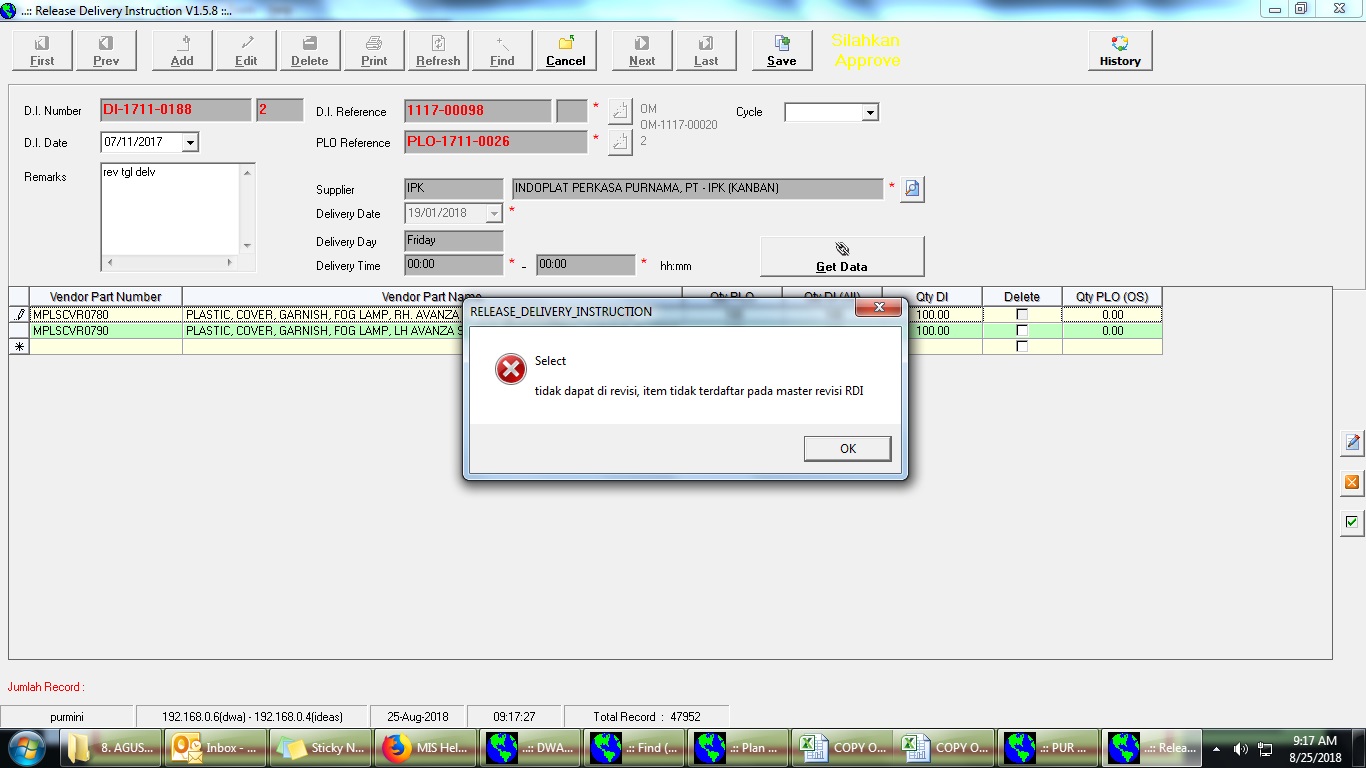 ..:: Release Delivery Instruction V1.5.8 ::..
First
Prev
Add
Edit
Delete
Print
Refresh
Find
Cancel
Next
Last
Save
Silahkan
Approve
History
D.I. Number
DI-1711-0188
2
D.I. Reference
1117-00098
*
OM
Cycle
OM-1117-00020
D.I. Date
07/11/2017
PLO Reference
PLO-1711-0026
*
2
Remarks
rev tgl delv
Supplier
IPK
INDOPLAT PERKASA PURNAMA, PT - IPK (KANBAN)
*
Delivery Date
19/01/2018
*
Delivery Day
Friday
Delivery Time
00:00
* -
00:00
*
hh:mm
Get Data
Vendor Part Number
Vendor Part Name
Qty PLO
Qty DI (All)
Qty DI
Delete
Qty PLO (OS)
MPLSCVR0780
PLASTIC, COVER, GARNISH, FOG LAMP, RH. AVANZA
100.00
0.00
MPLSCVR0790
PLASTIC, COVER, GARNISH, FOG LAMP, LH AVANZA S
100.00
0.00
RELEASE_DELIVERY_INSTRUCTION
Select
tidak dapat di revisi, item tidak terdaftar pada master revisi RDI
OK
Jumlah Record :
purmini
192.168.0.6(dwa) - 192.168.0.4(ideas)
25-Aug-2018
09:17:27
Total Record : 47952
8. AGUS...
Inbox - ...
Sticky N...
MIS Hel...
..:: DWA...
.:: Find (...
.:: Plan ...
COPY O...
COPY O...
.:: PUR ...
..:: Relea...
9:17 AM
8/25/2018